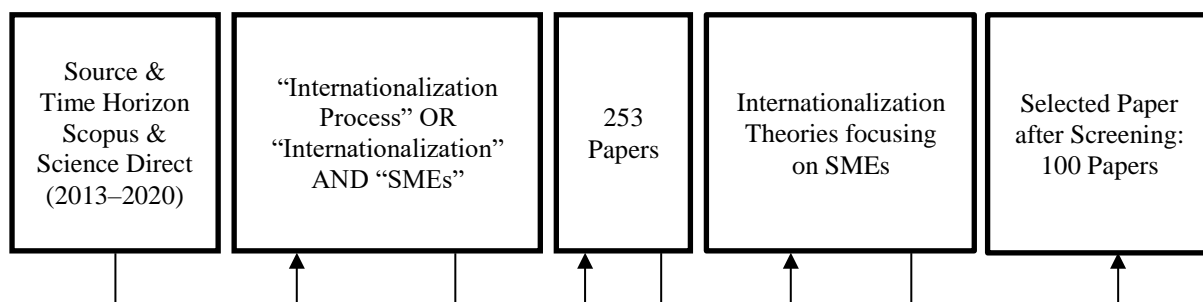 Source &
Time Horizon
Scopus &
Science Direct
(2013–2020)
“Internationalization
Process” OR
“Internationalization”
AND “SMEs”
253
Papers
Internationalization
Theories focusing
on SMEs
Selected Paper
after Screening:
100 Papers